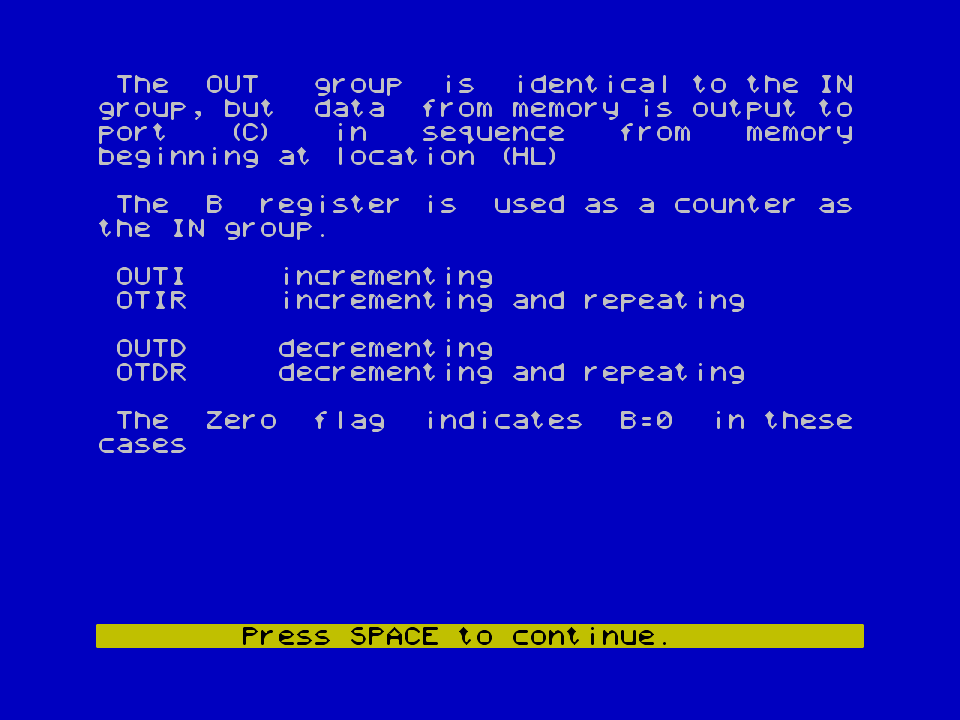 The OUT group is identical to the IN
group, but data from memory is output to
port (C) in sequence from memory
beginning at location (HL)
The B register is used as a counter as
the IN group.
OUTI incrementing
OTIR incrementing and repeating
OUTD decrementing
OTDR decrementing and repeating
The Zero flag indicates B=0 in these
cases
Press SPACE to continue.